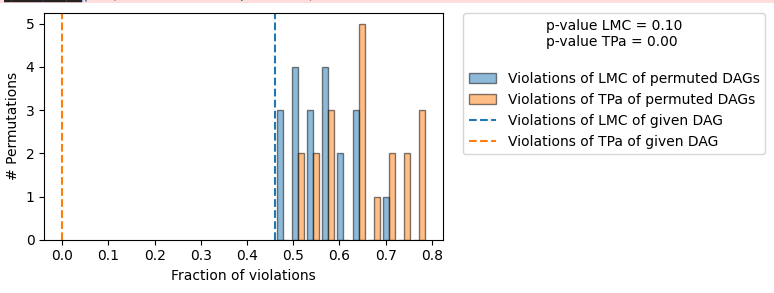 p-value LMC = 0.10
p-value TPa = 0.00
Violations of LMC of permuted DAGs
Violations of TPa of permuted DAGs
Violations of LMC of given DAG
Violations of TPa of given DAG
# Permutations
5
4
3
2
1
0
0.0 0.1 0.2 0.3 0.4 0.5 0.6 0.7 0.8
Fraction of violations